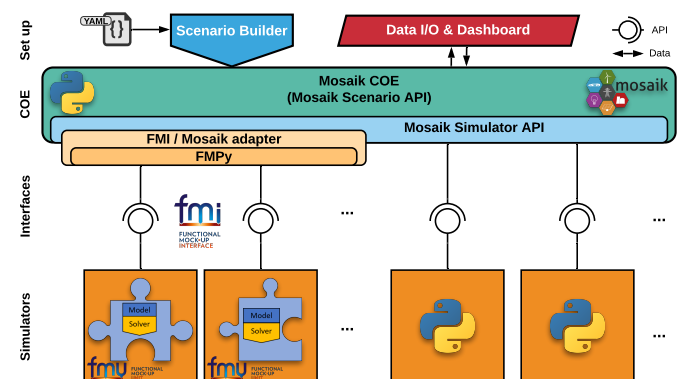 YAML
{}
Scenario Builder
Data I/O & Dashboard
API
Data
Set up
Mosaik COE
(Mosaik Scenario API)
mosaik
COE
Mosaik Simulator API
FMI / Mosaik adapter
FMPy
Interfaces
fmi
FUNCTIONAL
MOCK-UP
INTERFACE
...
...
Simulators
Model
Solver
fmu
FUNCTIONAL
MOCK-UP
Model
Solver
fmu
FUNCTIONAL
MOCK-UP
...
...